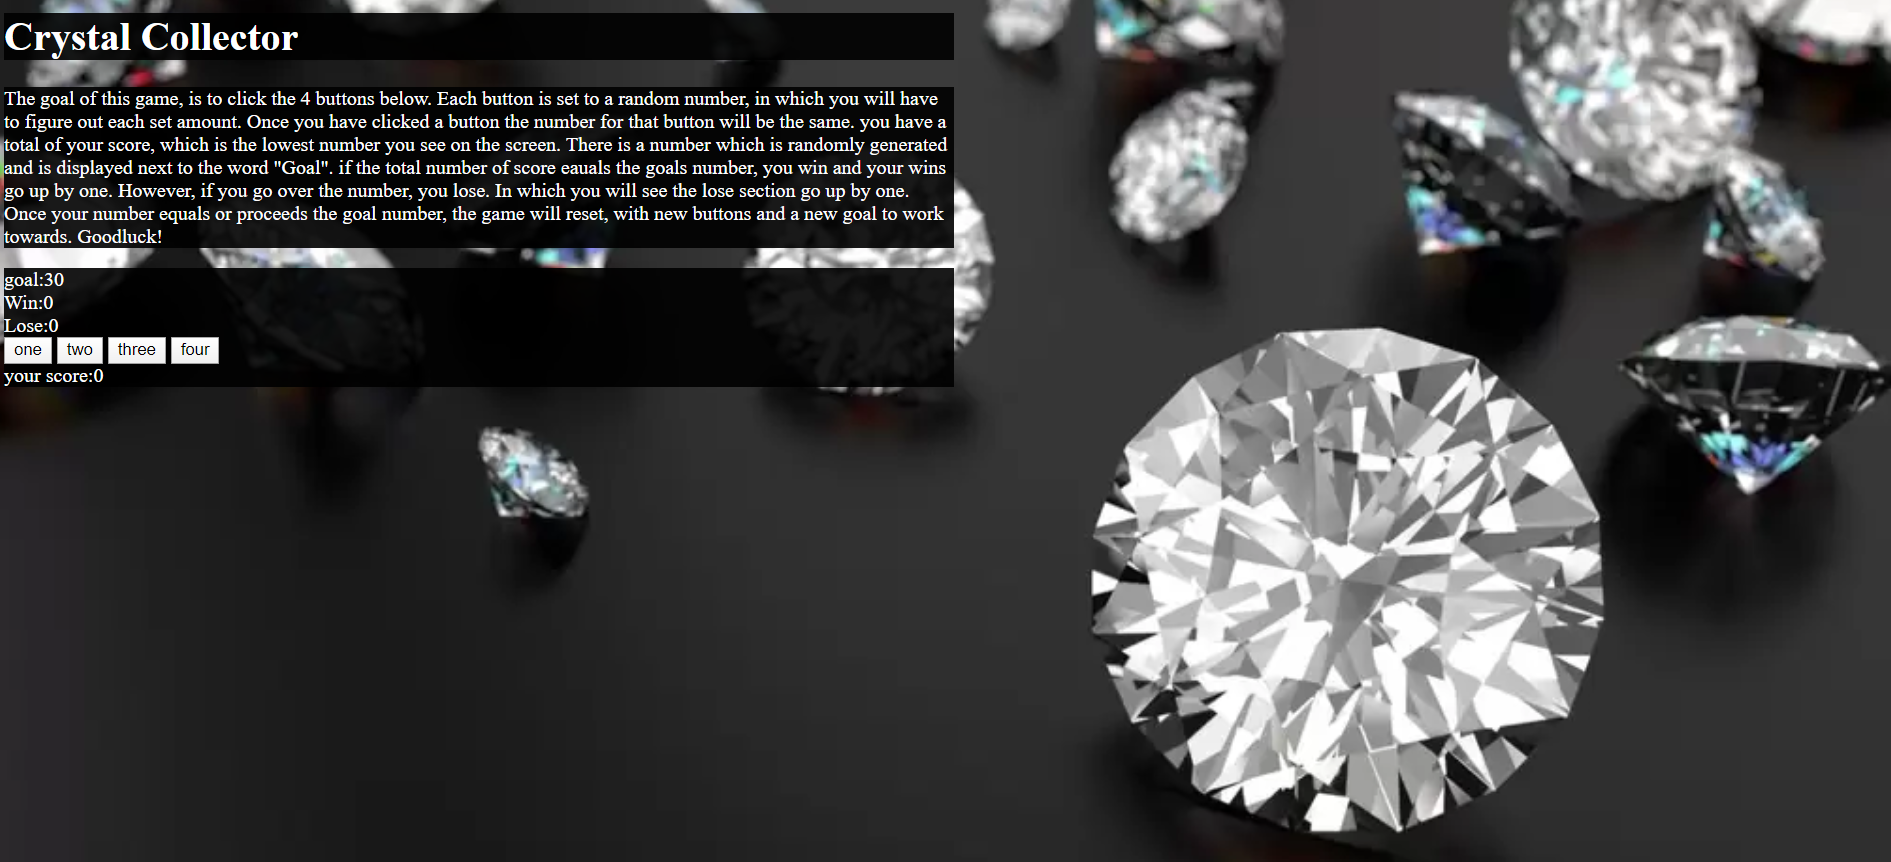 Crystal Collector
The goal of this game, is to click the 4 buttons below. Each button is set to a random number, in which you will have
to figure out each set amount. Once you have clicked a button the number for that button will be the same. you have a
total of your score, which is the lowest number you see on the screen. There is a number which is randomly generated
and is displayed next to the word "Goal". if the total number of score eauals the goals number, you win and your wins
go up by one. However, if you go over the number, you lose. In which you will see the lose section go up by one.
Once your number equals or proceeds the goal number, the game will reset, with new buttons and a new goal to work
towards. Goodluck!
goal:30
Win:0
Lose:0
one two three four
your score:0